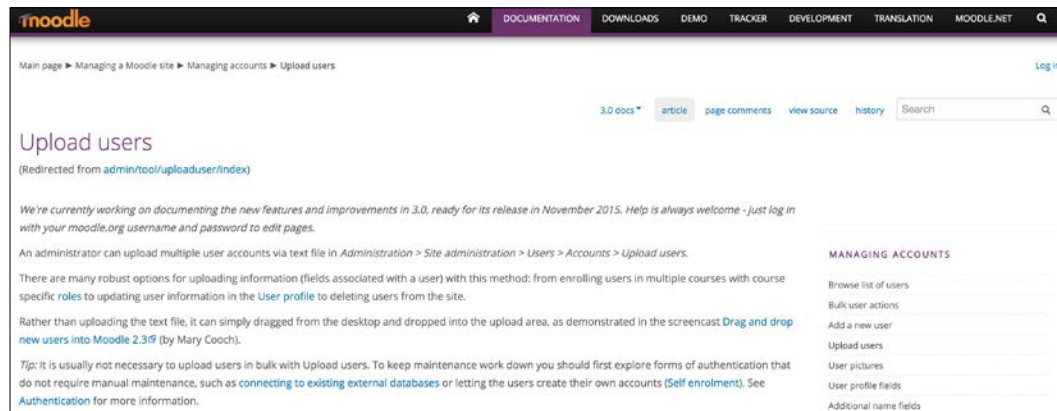 moodle
DOCUMENTATION DOWNLOADS DEMO TRACKER DEVELOPMENT TRANSLATION MOODLE.NET
Main page ► Managing a Moodle site ► Managing accounts ► Upload users
Log in
3.0 docs article page comments view source history Search
Upload users
(Redirected from admin/tool/uploaduser/index)
We're currently working on documenting the new features and improvements in 3.0, ready for its release in November 2015. Help is always welcome - just log in
with your moodle.org username and password to edit pages.
An administrator can upload multiple user accounts via text file in Administration > Site administration > Users > Accounts > Upload users.
There are many robust options for uploading information (fields associated with a user) with this method: from enrolling users in multiple courses with course
specific roles to updating user information in the User profile to deleting users from the site.
Rather than uploading the text file, it can simply dragged from the desktop and dropped into the upload area, as demonstrated in the screencast Drag and drop
new users into Moodle 2.3 (by Mary Cooch).
Tip: It is usually not necessary to upload users in bulk with Upload users. To keep maintenance work down you should first explore forms of authentication that
do not require manual maintenance, such as connecting to existing external databases or letting the users create their own accounts (Self enrolment). See
Authentication for more information.
MANAGING ACCOUNTS
Browse list of users
Bulk user actions
Add a new user
Upload users
User pictures
User profile fields
Additional name fields